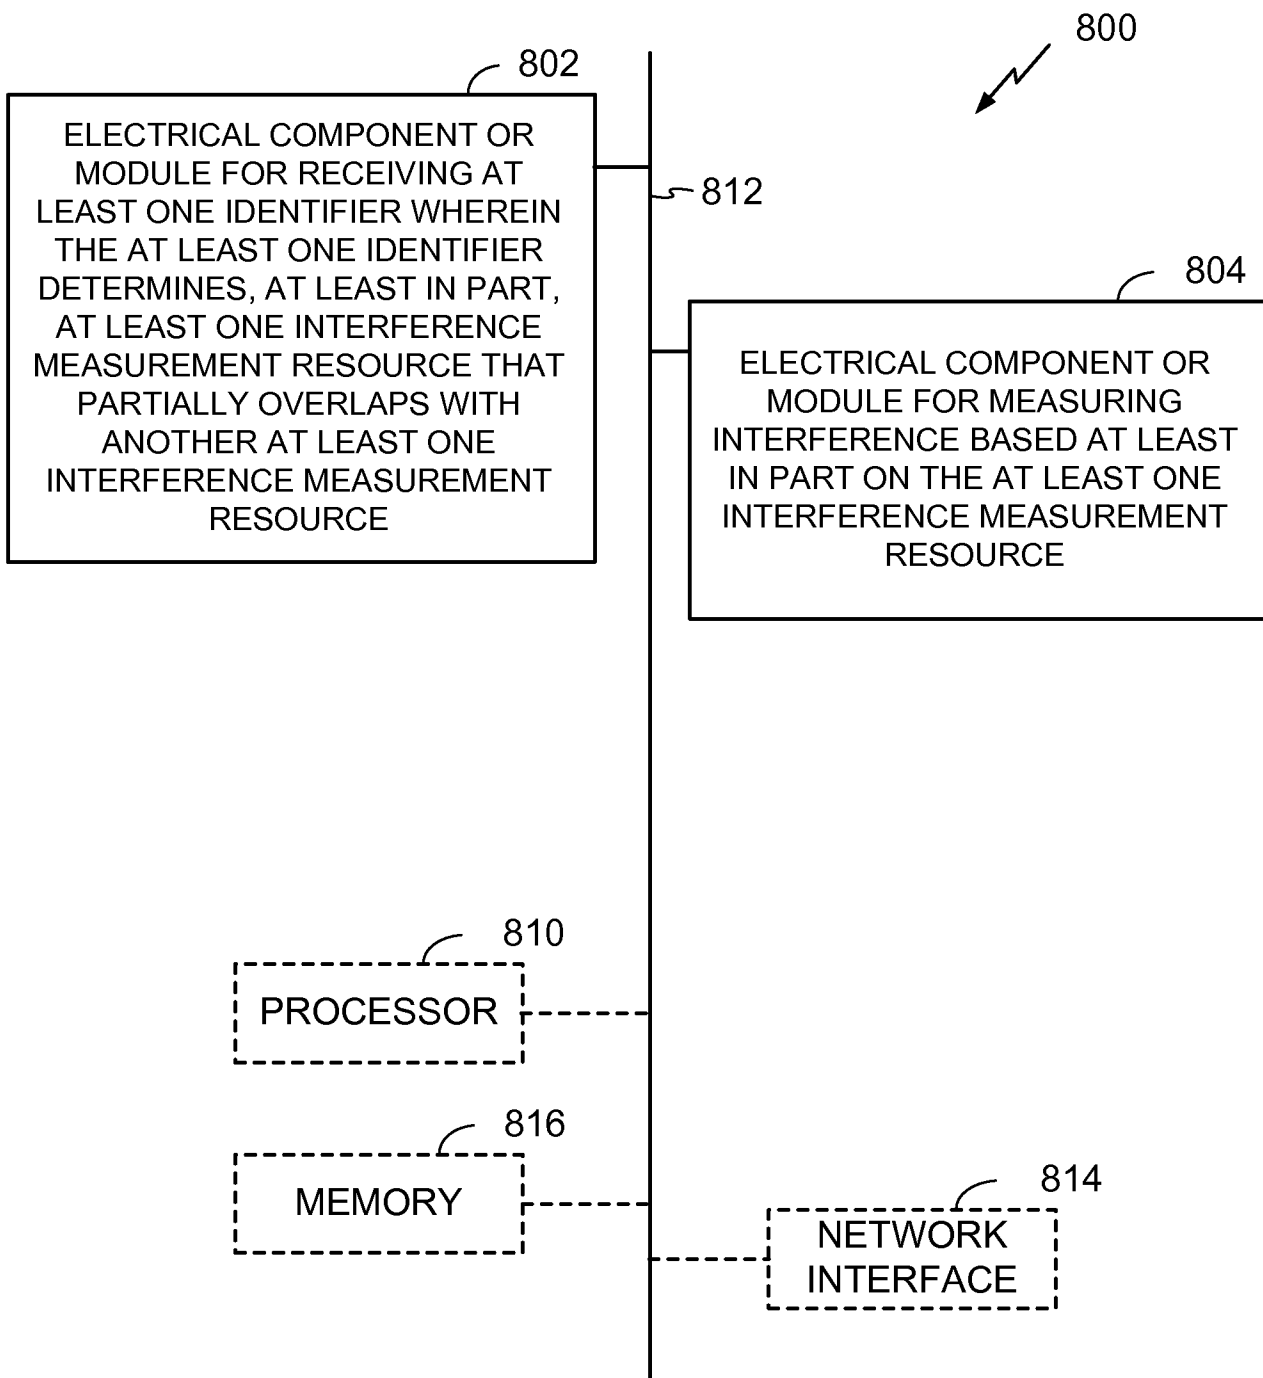 800
802
ELECTRICAL COMPONENT OR
MODULE FOR RECEIVING AT
LEAST ONE IDENTIFIER WHEREIN
THE AT LEAST ONE IDENTIFIER
DETERMINES, AT LEAST IN PART,
AT LEAST ONE INTERFERENCE
MEASUREMENT RESOURCE THAT
PARTIALLY OVERLAPS WITH
ANOTHER AT LEAST ONE
INTERFERENCE MEASUREMENT
RESOURCE
812
804
ELECTRICAL COMPONENT OR
MODULE FOR MEASURING
INTERFERENCE BASED AT LEAST
IN PART ON THE AT LEAST ONE
INTERFERENCE MEASUREMENT
RESOURCE
810
PROCESSOR
816
MEMORY
814
NETWORK
INTERFACE